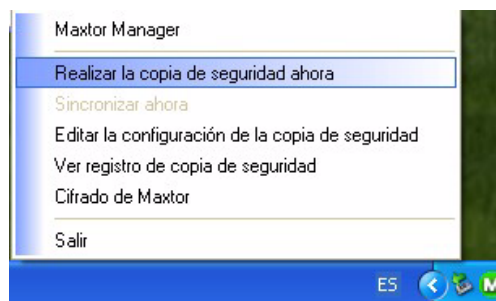 Maxtor Manager
Realizar la copia de seguridad ahora
Sincronizar ahora
Editar la configuración de la copia de seguridad
Ver registro de copia de seguridad
Cifrado de Maxtor
Salir
ES